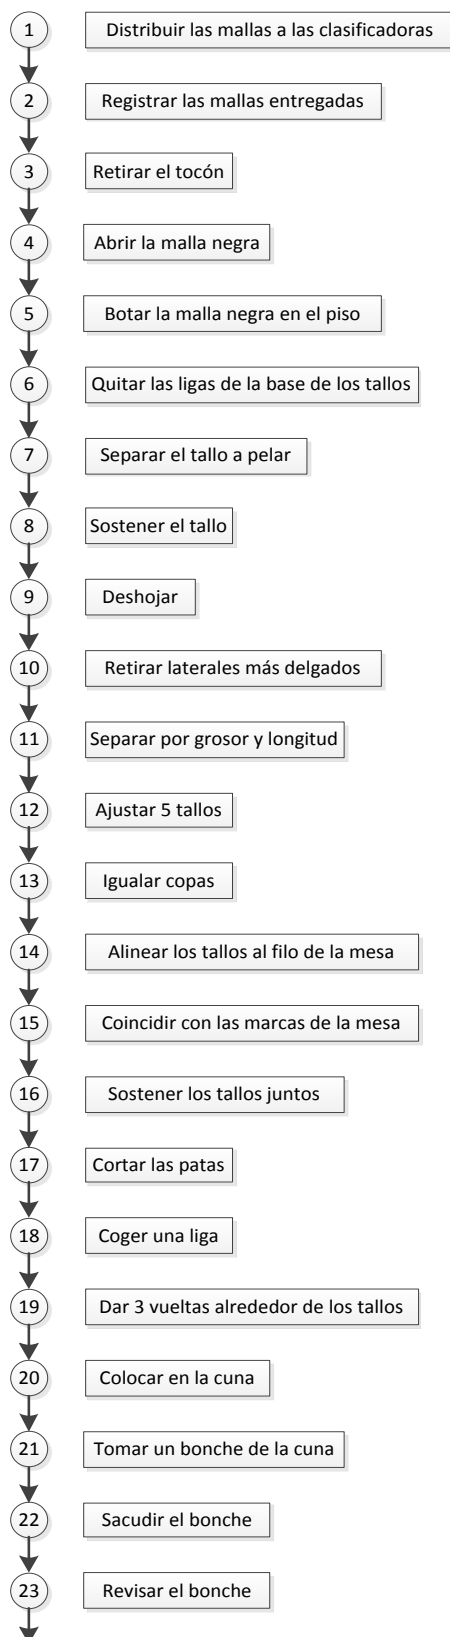 1 Distribuir las mallas a las clasificadoras
2 Registrar las mallas entregadas
3 Retirar el tocón
4 Abrir la malla negra
5 Botar la malla negra en el piso
6 Quitar las ligas de la base de los tallos
7 Separar el tallo a pelar
8 Sostener el tallo
9 Deshojar
10 Retirar laterales más delgados
11 Separar por grosor y longitud
12 Ajustar 5 tallos
13 Igualar copas
14 Alinear los tallos al filo de la mesa
15 Coincidir con las marcas de la mesa
16 Sostener los tallos juntos
17 Cortar las patas
18 Coger una liga
19 Dar 3 vueltas alrededor de los tallos
20 Colocar en la cuna
21 Tomar un bonche de la cuna
22 Sacudir el bonche
23 Revisar el bonche